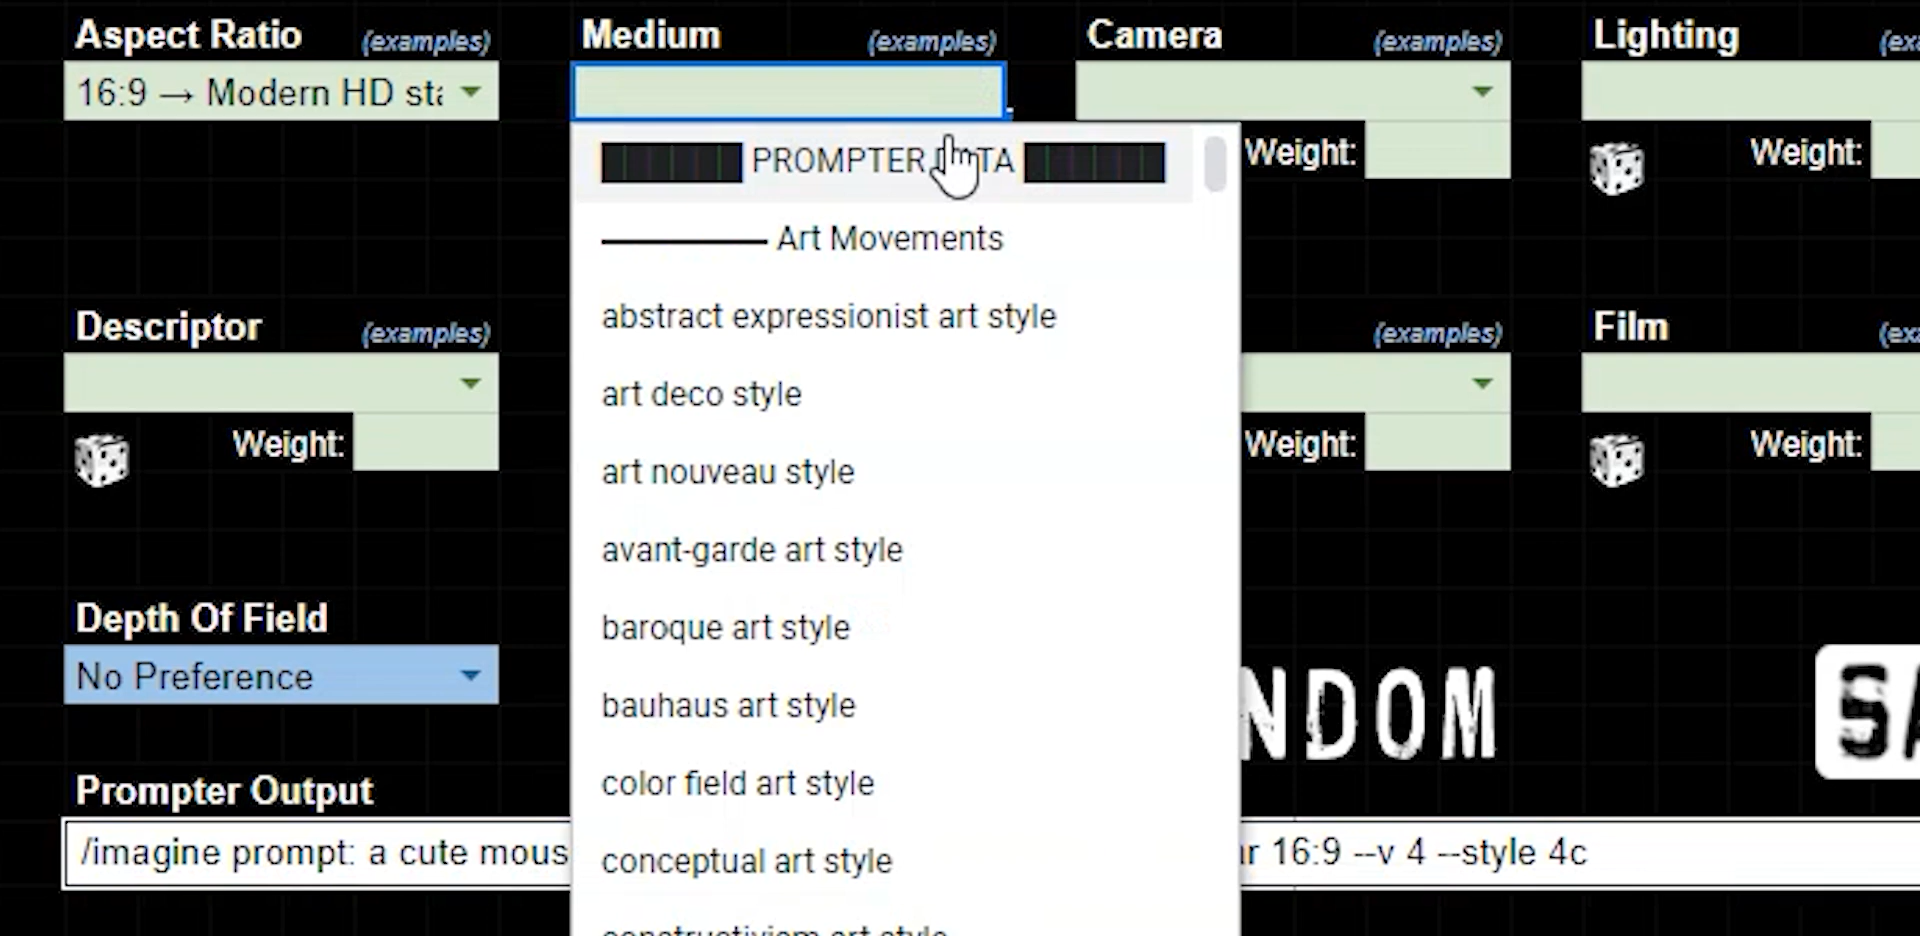 Aspect Ratio (examples) Medium (examples) Camera (examples) Lighting
16:9 → Modern HD
PROMPTER Weight: Weight:
Art Movements
abstract expressionist art style
Descriptor (examples) (examples) Film
art deco style
Weight: art nouveau style Weight: Weight:
avant-garde art style
Depth Of Field
baroque art style
No Preference
bauhaus art style
NDOM
Prompter Output
color field art style
/imagine prompt: a cute mous 16:9 --v 4 --style 4c
conceptual art style